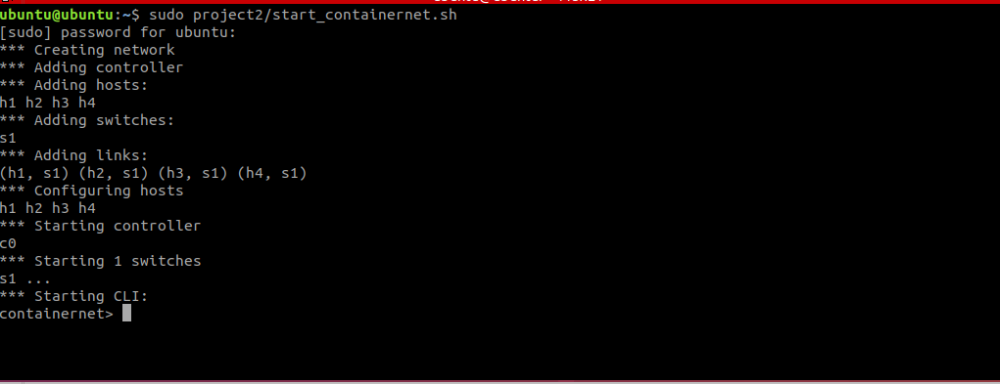 ubuntu@ubuntu:~$ sudo project2/start_containernet.sh
[sudo] password for ubuntu:
*** Creating network
*** Adding controller
*** Adding hosts:
h1 h2 h3 h4
*** Adding switches:
s1
*** Adding links:
(h1, s1) (h2, s1) (h3, s1) (h4, s1)
*** Configuring hosts
h1 h2 h3 h4
*** Starting controller
c0
*** Starting 1 switches
s1 ...
*** Starting CLI:
containernet>